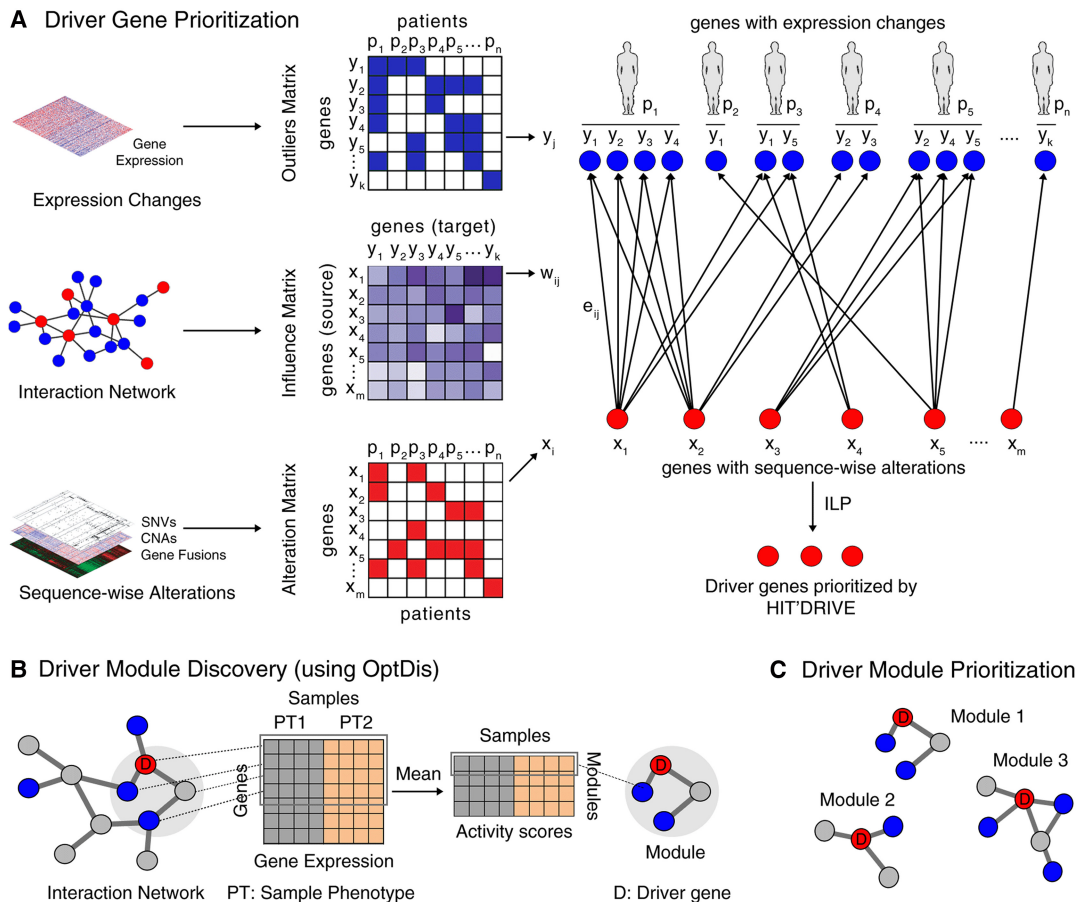 A Driver Gene Prioritization
patients
p1 p2 p3 p4 p5 ... pn
Outliers Matrix
genes
y1
y2
y3
y4
y5
⋮
yk
Gene
Expression
Expression Changes
yj
genes (target)
y1 y2 y3 y4 y5 ... yk
Influence Matrix
genes (source)
x1
x2
x3
x4
x5
⋮
xm
wij
Interaction Network
p1 p2 p3 p4 p5 ... pn
Alteration Matrix
genes
x1
x2
x3
x4
x5
⋮
xm
patients
xi
SNVs
CNAs
Gene Fusions
Sequence-wise Alterations
genes with expression changes
p1 p2 p3 p4 p5 pn
y1 y2 y3 y4 y1 y1 y5 y2 y3 y2 y4 y5 .... yk
eij
x1 x2 x3 x4 x5 .... xm
genes with sequence-wise alterations
ILP
Driver genes prioritized by
HIT'DRIVE
B Driver Module Discovery (using OptDis)
Samples
PT1 PT2
Genes
Gene Expression
D
Interaction Network
PT: Sample Phenotype
Mean
Samples
Modules
Activity scores
D
Module
D: Driver gene
C Driver Module Prioritization
D
Module 1
Module 2
D
Module 3
D